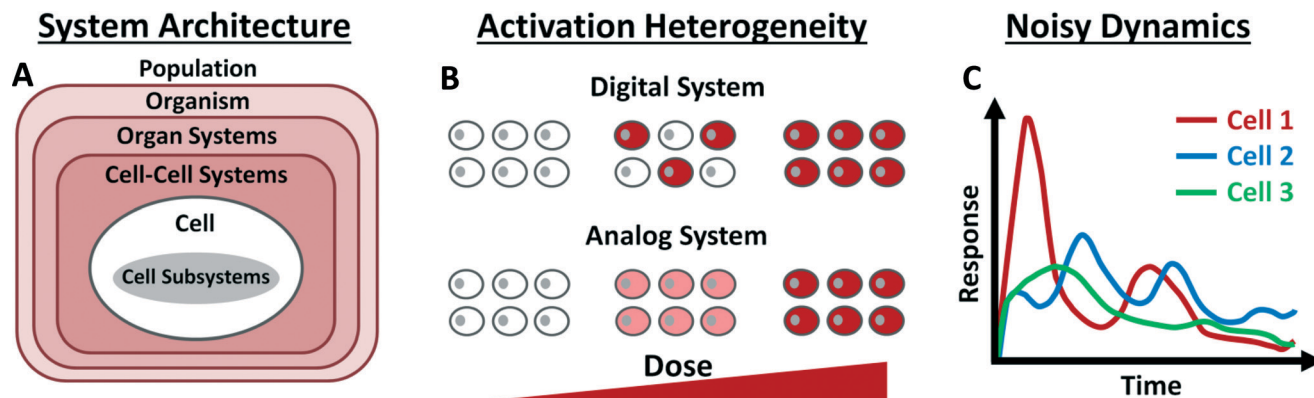 System Architecture
A
Population
Organism
Organ Systems
Cell-Cell Systems
Cell
Cell Subsystems
Activation Heterogeneity
B
Digital System
Analog System
Dose
Noisy Dynamics
C
Cell 1
Cell 2
Cell 3
Response
Time